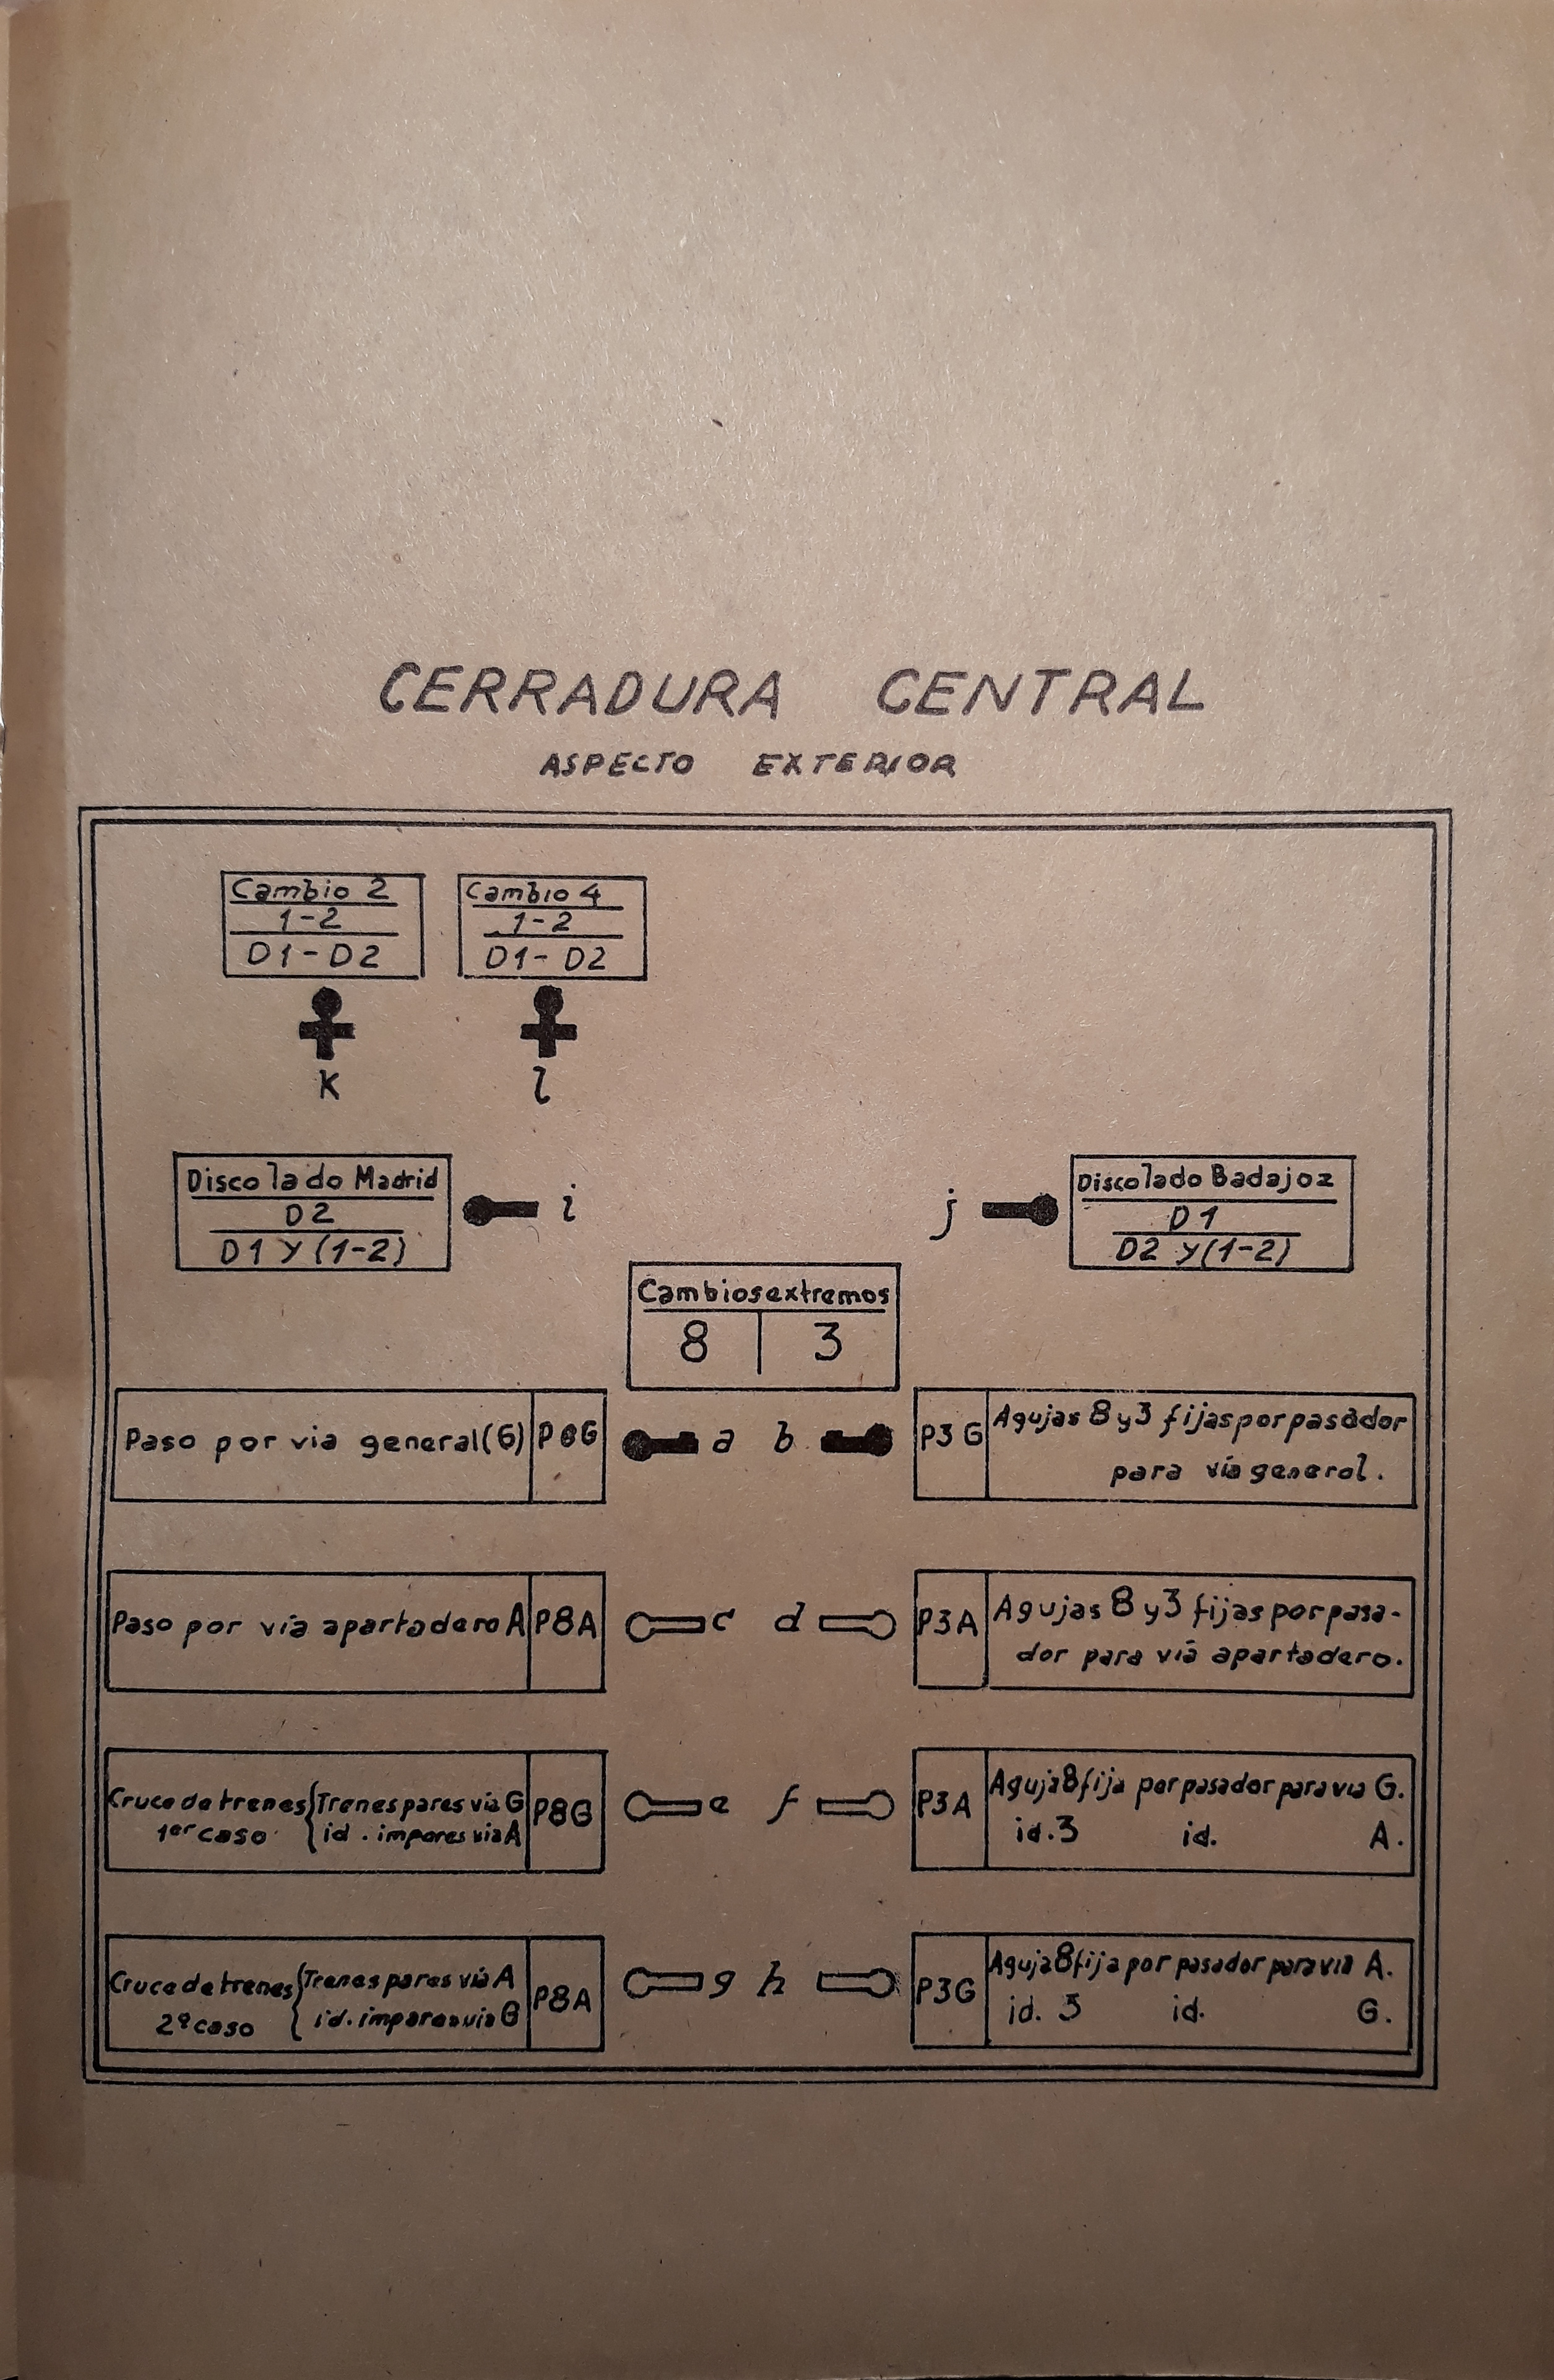 CERRADURA CENTRAL
ASPECTO EXTERIOR
Cambio 2
1-2
D1-D2
K
Cambio 4
1-2
D1-D2
l
Disco lado Madrid
D2
D1 y (1-2)
i
j
Disco lado Badajoz
D1
D2 y (1-2)
Cambios extremos
8 3
Paso por via general (G)
P8G
a b
P3G
Agujas 8 y 3 fijas por pasador
para vía general.
Paso por vía apartadero A
P8A
c d
P3A
Agujas 8 y 3 fijas por pasa-
dor para vía apartadero.
Cruce de trenes
1er caso
Trenes pares vía G
id. impares via A
P8G
e f
P3A
Aguja 8 fija por pasador para via G.
id. 3 id. A.
Cruce de trenes
2º caso
Trenes pares vía A
id. impares via G
P8A
g h
P3G
Aguja 8 fija por pasador para via A.
id. 3 id. G.